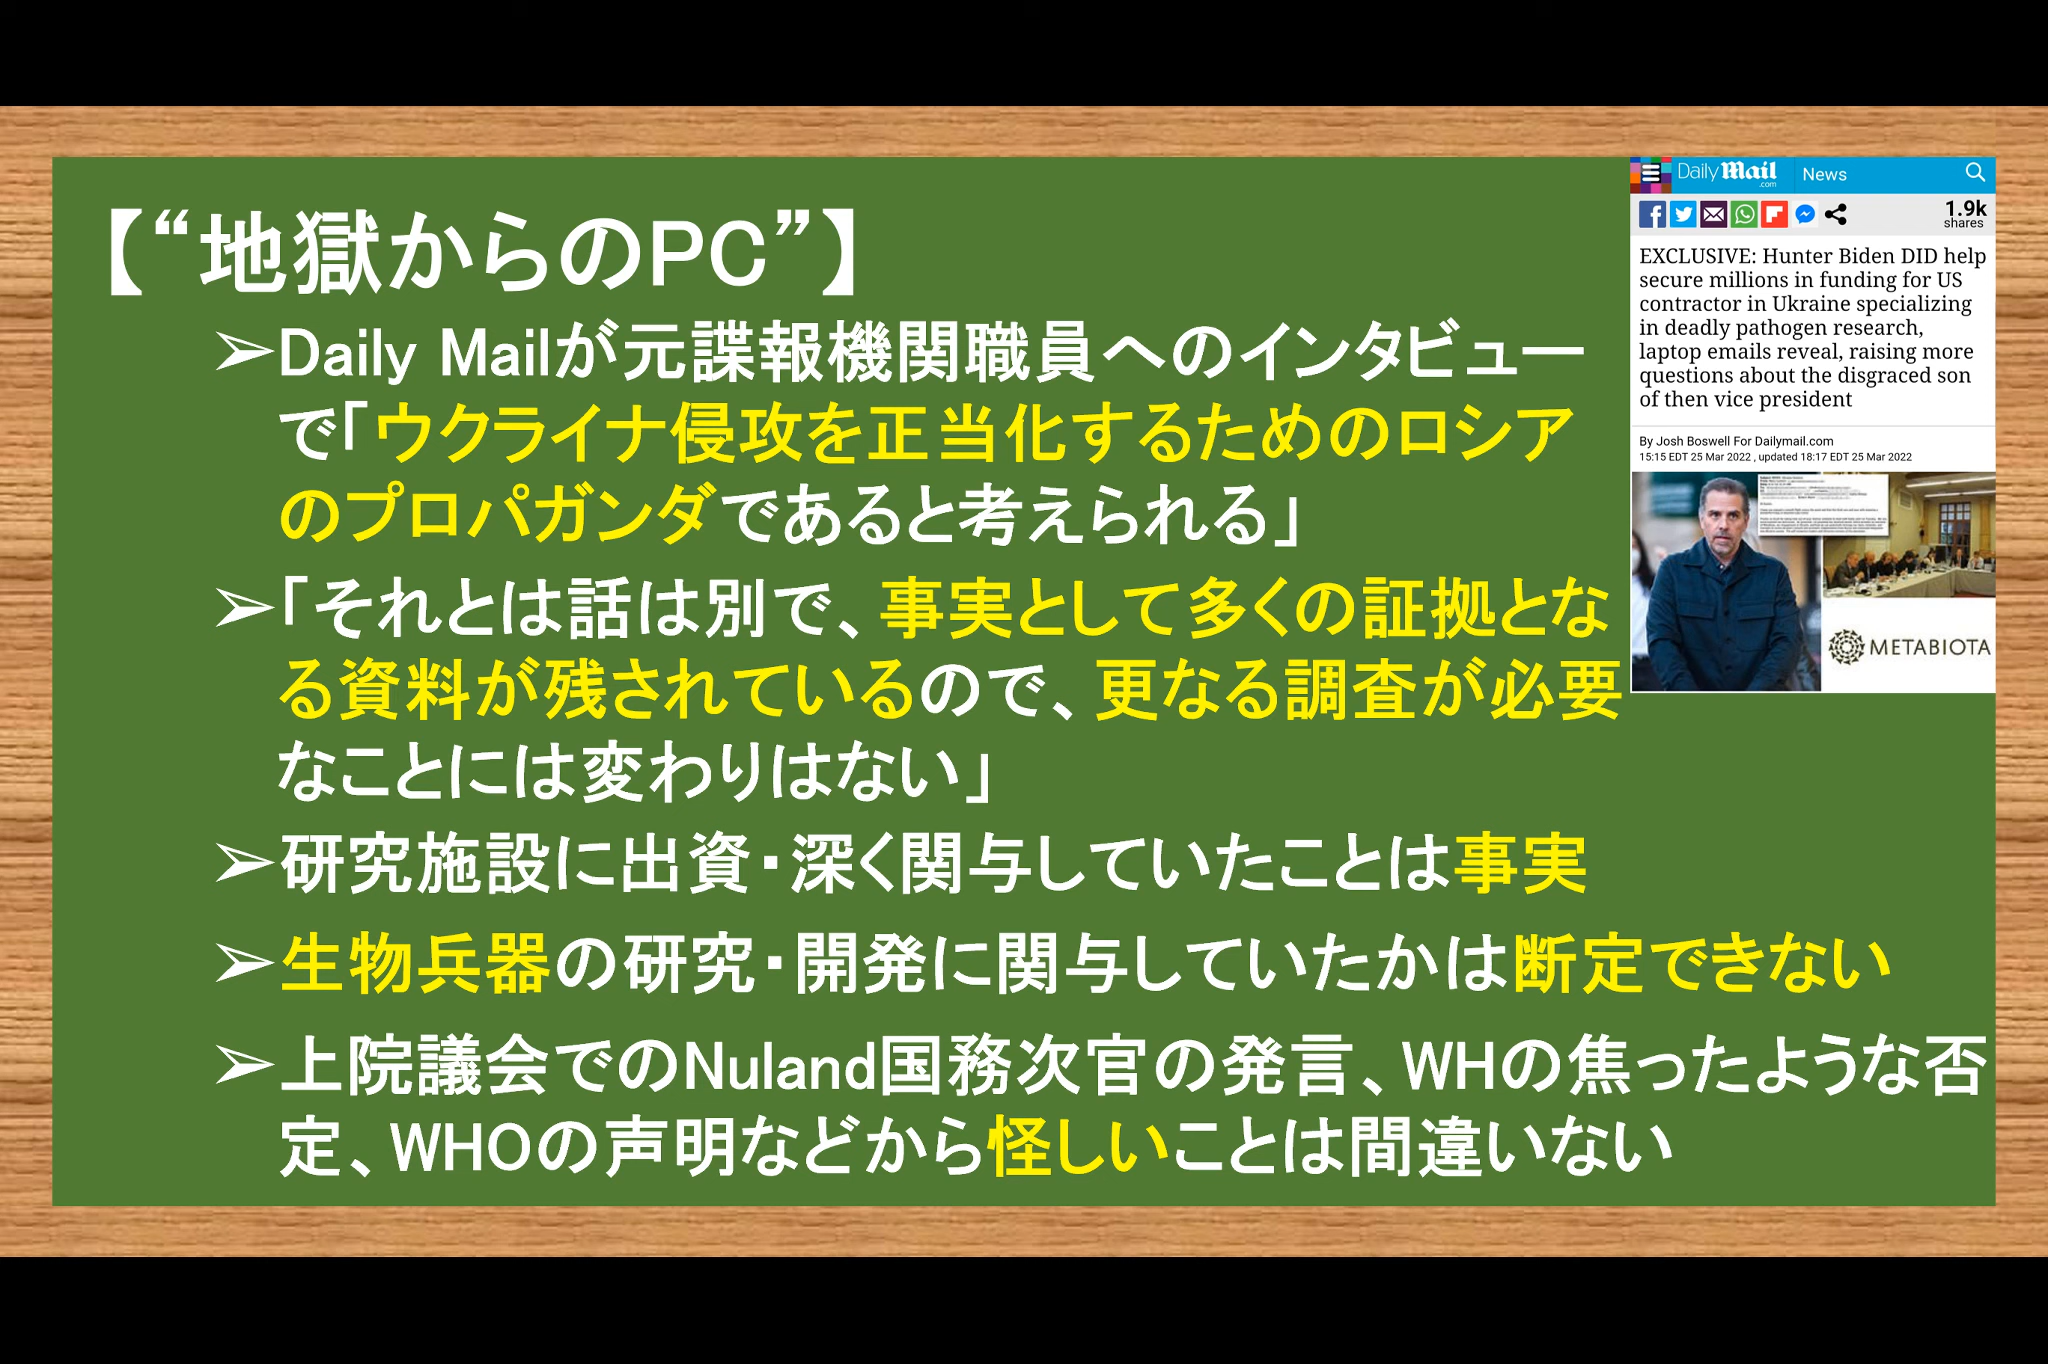 【“地獄からのPC”】
➢Daily Mailが元諜報機関職員へのインタビュー
で「ウクライナ侵攻を正当化するためのロシア
のプロパガンダであると考えられる」
➢「それとは話は別で、事実として多くの証拠とな
る資料が残されているので、更なる調査が必要
なことには変わりはない」
➢研究施設に出資・深く関与していたことは事実
➢生物兵器の研究・開発に関与していたかは断定できない
➢上院議会でのNuland国務次官の発言、WHの焦ったような否
定、WHOの声明などから怪しいことは間違いない
Daily Mail .com News
1.9k
shares
EXCLUSIVE: Hunter Biden DID help
secure millions in funding for US
contractor in Ukraine specializing
in deadly pathogen research,
laptop emails reveal, raising more
questions about the disgraced son
of then vice president
By Josh Boswell For Dailymail.com
15:15 EDT 25 Mar 2022 , updated 18:17 EDT 25 Mar 2022
METABIOTA